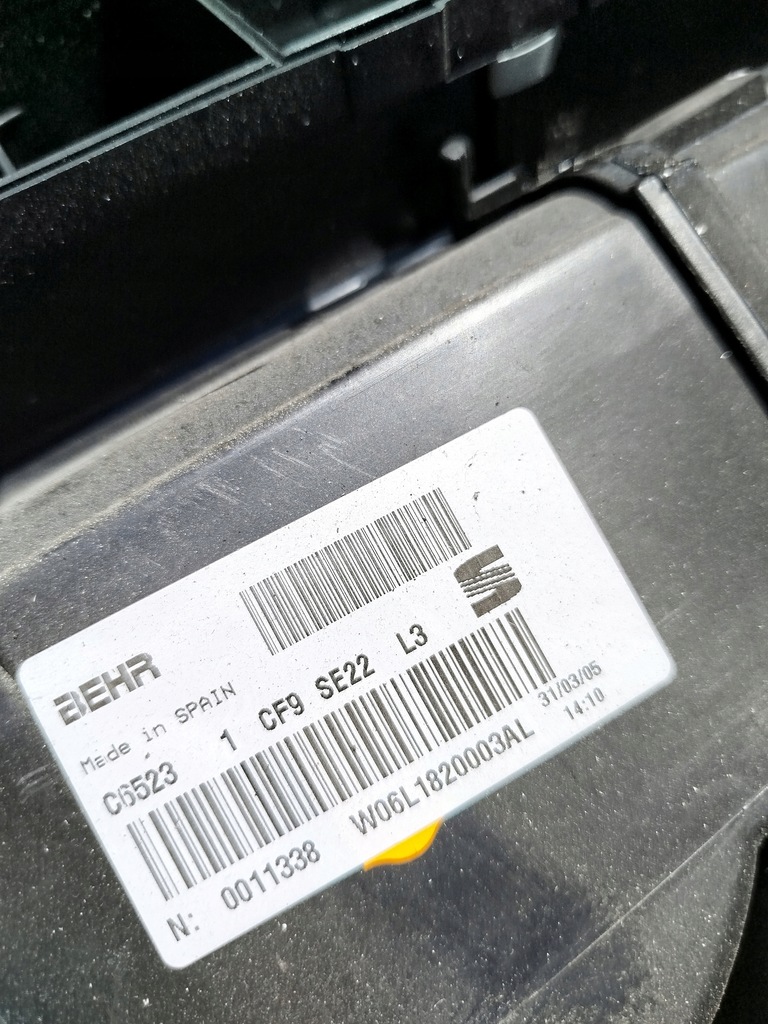 BEHR
Made in SPAIN
C6523 1 CF9 SE22 L3
31/03/05
14:10
N: 0011338 W06L1820003AL